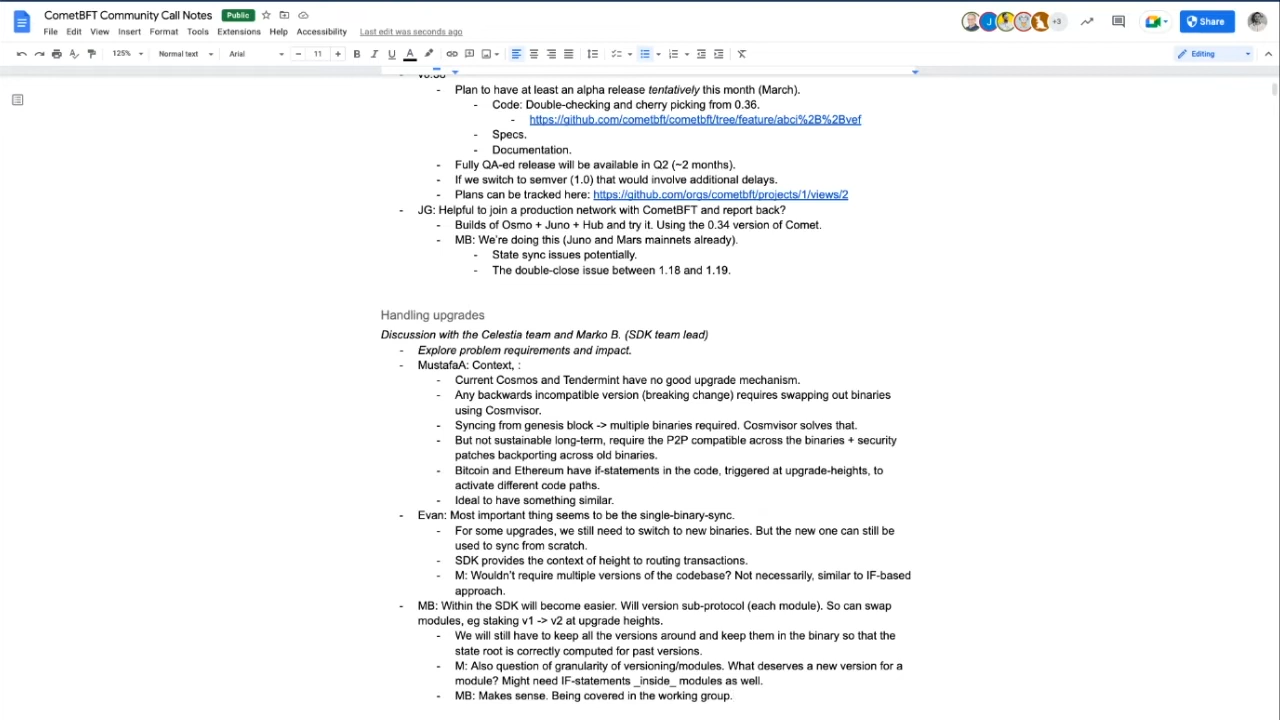 CometBFT Community Call Notes
Public
File Edit View Insert Format Tools Extensions Help Accessibility Last edit was seconds ago
J
+3
Share
125%
Normal text
Arial
− 11 +
B I U A
Editing
v0.38
- Plan to have at least an alpha release tentatively this month (March).
- Code: Double-checking and cherry picking from 0.36.
- https://github.com/cometbft/cometbft/tree/feature/abci%2B%2Bvef
- Specs.
- Documentation.
- Fully QA-ed release will be available in Q2 (~2 months).
- If we switch to semver (1.0) that would involve additional delays.
- Plans can be tracked here: https://github.com/orgs/cometbft/projects/1/views/2
- JG: Helpful to join a production network with CometBFT and report back?
- Builds of Osmo + Juno + Hub and try it. Using the 0.34 version of Comet.
- MB: We're doing this (Juno and Mars mainnets already).
- State sync issues potentially.
- The double-close issue between 1.18 and 1.19.
Handling upgrades
Discussion with the Celestia team and Marko B. (SDK team lead)
- Explore problem requirements and impact.
- MustafaA: Context, :
- Current Cosmos and Tendermint have no good upgrade mechanism.
- Any backwards incompatible version (breaking change) requires swapping out binaries
using Cosmvisor.
- Syncing from genesis block -> multiple binaries required. Cosmvisor solves that.
- But not sustainable long-term, require the P2P compatible across the binaries + security
patches backporting across old binaries.
- Bitcoin and Ethereum have if-statements in the code, triggered at upgrade-heights, to
activate different code paths.
- Ideal to have something similar.
- Evan: Most important thing seems to be the single-binary-sync.
- For some upgrades, we still need to switch to new binaries. But the new one can still be
used to sync from scratch.
- SDK provides the context of height to routing transactions.
- M: Wouldn't require multiple versions of the codebase? Not necessarily, similar to IF-based
approach.
- MB: Within the SDK will become easier. Will version sub-protocol (each module). So can swap
modules, eg staking v1 -> v2 at upgrade heights.
- We will still have to keep all the versions around and keep them in the binary so that the
state root is correctly computed for past versions.
- M: Also question of granularity of versioning/modules. What deserves a new version for a
module? Might need IF-statements _inside_ modules as well.
- MB: Makes sense. Being covered in the working group.